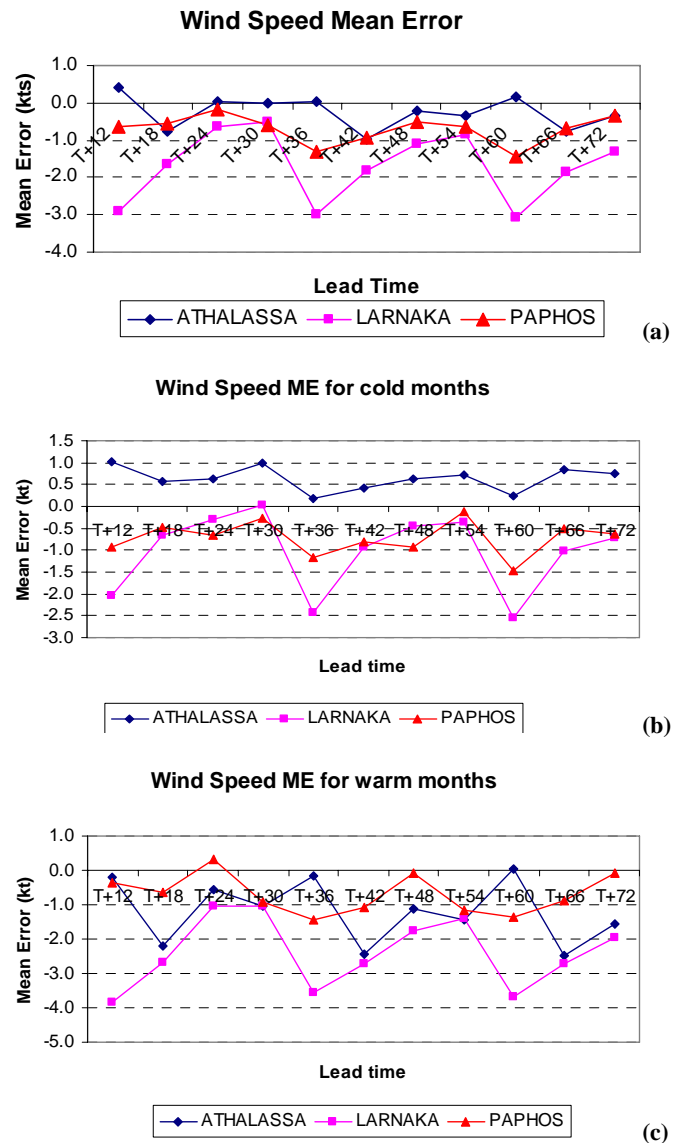 Wind Speed Mean Error
1.0
0.0
-1.0
-2.0
-3.0
-4.0
Mean Error (kts)
T+12
T+18
T+24
T+30
T+36
T+42
T+48
T+54
T+60
T+66
T+72
Lead Time
ATHALASSA LARNAKA PAPHOS
(a)
Wind Speed ME for cold months
1.5
1.0
0.5
0.0
-0.5
-1.0
-1.5
-2.0
-2.5
-3.0
Mean Error (kt)
T+12 T+18 T+24 T+30 T+36 T+42 T+48 T+54 T+60 T+66 T+72
Lead time
ATHALASSA LARNAKA PAPHOS
(b)
Wind Speed ME for warm months
1.0
0.0
-1.0
-2.0
-3.0
-4.0
-5.0
Mean Error (kt)
T+12 T+18 T+24 T+30 T+36 T+42 T+48 T+54 T+60 T+66 T+72
Lead time
ATHALASSA LARNAKA PAPHOS
(c)